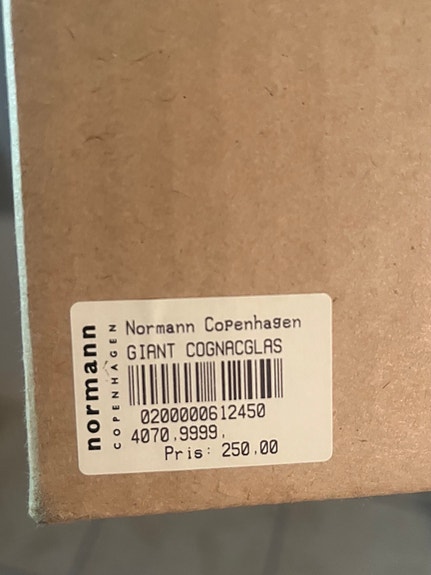 normann
COPENHAGEN
Normann Copenhagen
GIANT COGNACGLAS
0200000612450
4070.9999.
Pris: 250.00